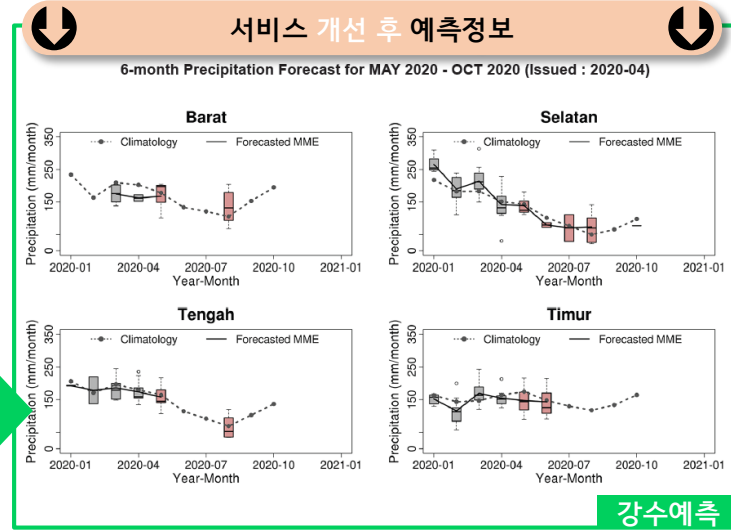 서비스 개선 후 예측정보
6-month Precipitation Forecast for MAY 2020 - OCT 2020 (Issued : 2020-04)
Barat
Climatology Forecasted MME
Precipitation (mm/month)
0 150 250 350
2020-01 2020-04 2020-07 2020-10 2021-01
Year-Month
Selatan
Climatology Forecasted MME
Precipitation (mm/month)
0 150 250 350
2020-01 2020-04 2020-07 2020-10 2021-01
Year-Month
Tengah
Climatology Forecasted MME
Precipitation (mm/month)
0 150 250 350
2020-01 2020-04 2020-07 2020-10 2021-01
Year-Month
Timur
Climatology Forecasted MME
Precipitation (mm/month)
0 150 250 350
2020-01 2020-04 2020-07 2020-10 2021-01
Year-Month
강수예측